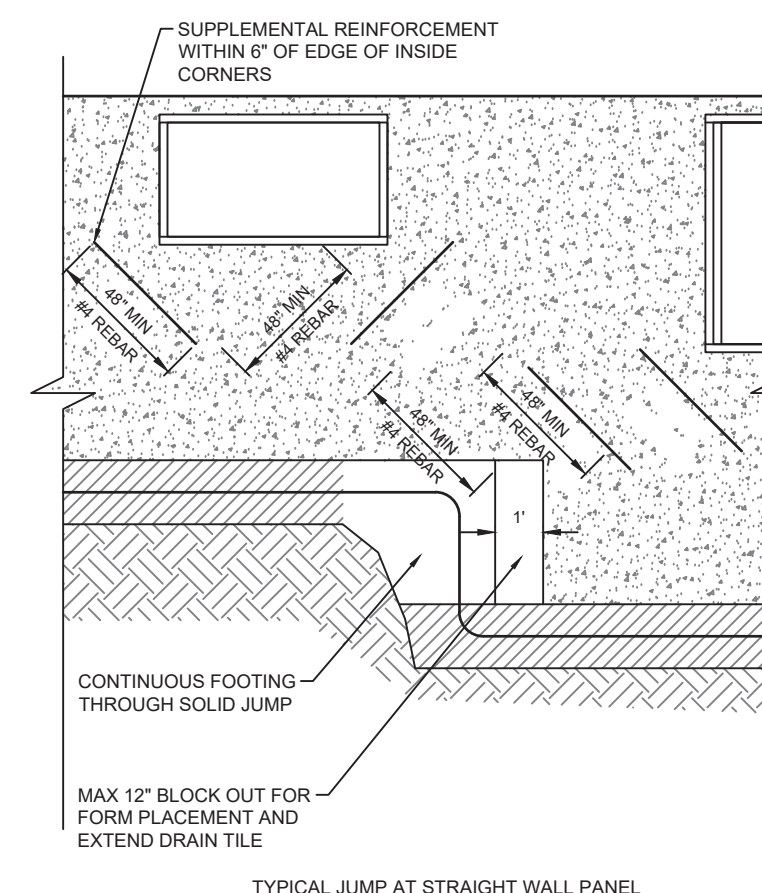 SUPPLEMENTAL REINFORCEMENT
WITHIN 6" OF EDGE OF INSIDE
CORNERS
48" MIN
#4 REBAR
48" MIN
#4 REBAR
48" MIN
#4 REBAR
48" MIN
#4 REBAR
1'
CONTINUOUS FOOTING
THROUGH SOLID JUMP
MAX 12" BLOCK OUT FOR
FORM PLACEMENT AND
EXTEND DRAIN TILE
TYPICAL JUMP AT STRAIGHT WALL PANEL